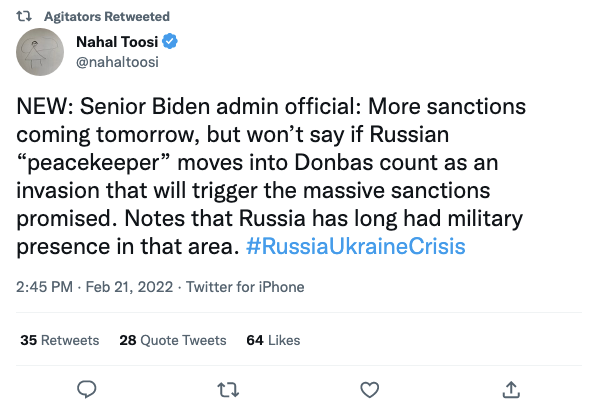 Agitators Retweeted
Nahal Toosi
@nahaltoosi
NEW: Senior Biden admin official: More sanctions
coming tomorrow, but won’t say if Russian
“peacekeeper” moves into Donbas count as an
invasion that will trigger the massive sanctions
promised. Notes that Russia has long had military
presence in that area. #RussiaUkraineCrisis
2:45 PM · Feb 21, 2022 · Twitter for iPhone
35 Retweets 28 Quote Tweets 64 Likes